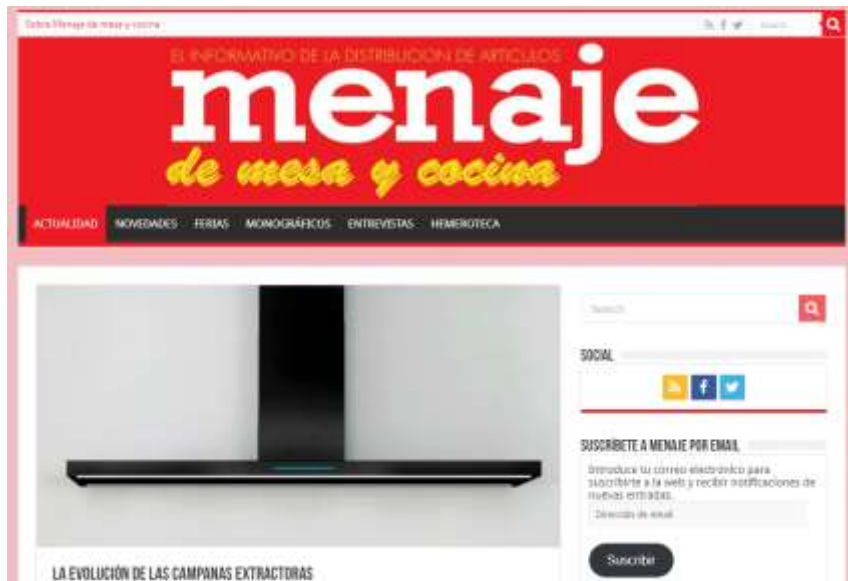 Sobre Menaje de mesa y cocina
Search
EL INFORMATIVO DE LA DISTRIBUCIÓN DE ARTÍCULOS
menaje
de mesa y cocina
ACTUALIDAD NOVEDADES FERIAS MONOGRÁFICOS ENTREVISTAS HEMEROTECA
Search
SOCIAL
SUSCRÍBETE A MENAJE POR EMAIL
Introduce tu correo electrónico para
suscribirte a la web y recibir notificaciones de
nuevas entradas.
Dirección de email
Suscribir
LA EVOLUCIÓN DE LAS CAMPANAS EXTRACTORAS